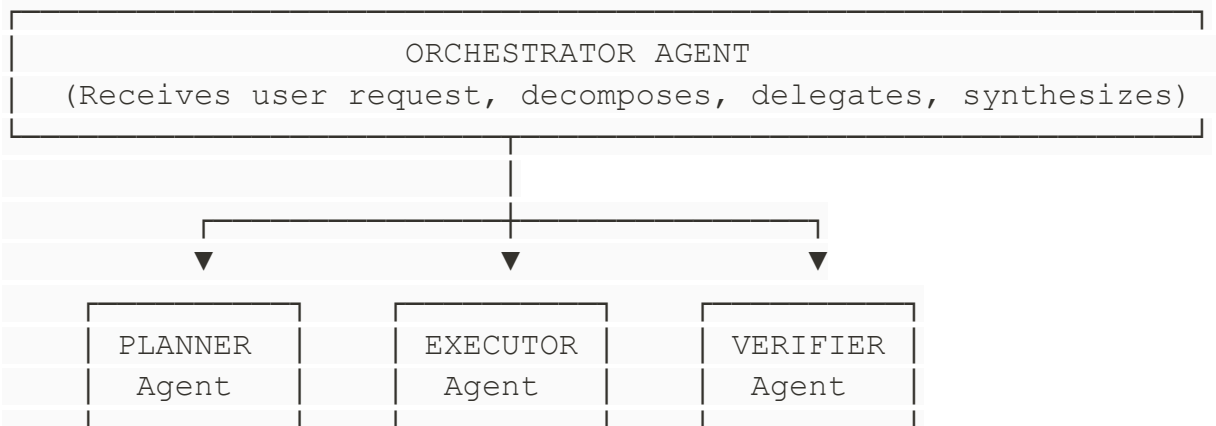 ORCHESTRATOR AGENT
(Receives user request, decomposes, delegates, synthesizes)
PLANNER EXECUTOR VERIFIER
Agent Agent Agent